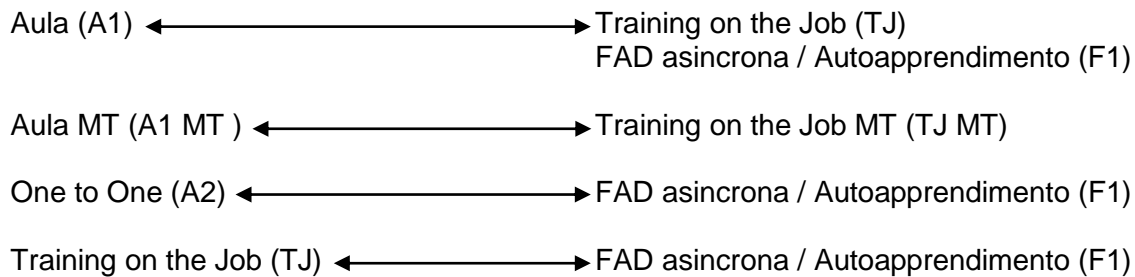 Aula (A1) Training on the Job (TJ)
FAD asincrona / Autoapprendimento (F1)
Aula MT (A1 MT ) Training on the Job MT (TJ MT)
One to One (A2) FAD asincrona / Autoapprendimento (F1)
Training on the Job (TJ) FAD asincrona / Autoapprendimento (F1)